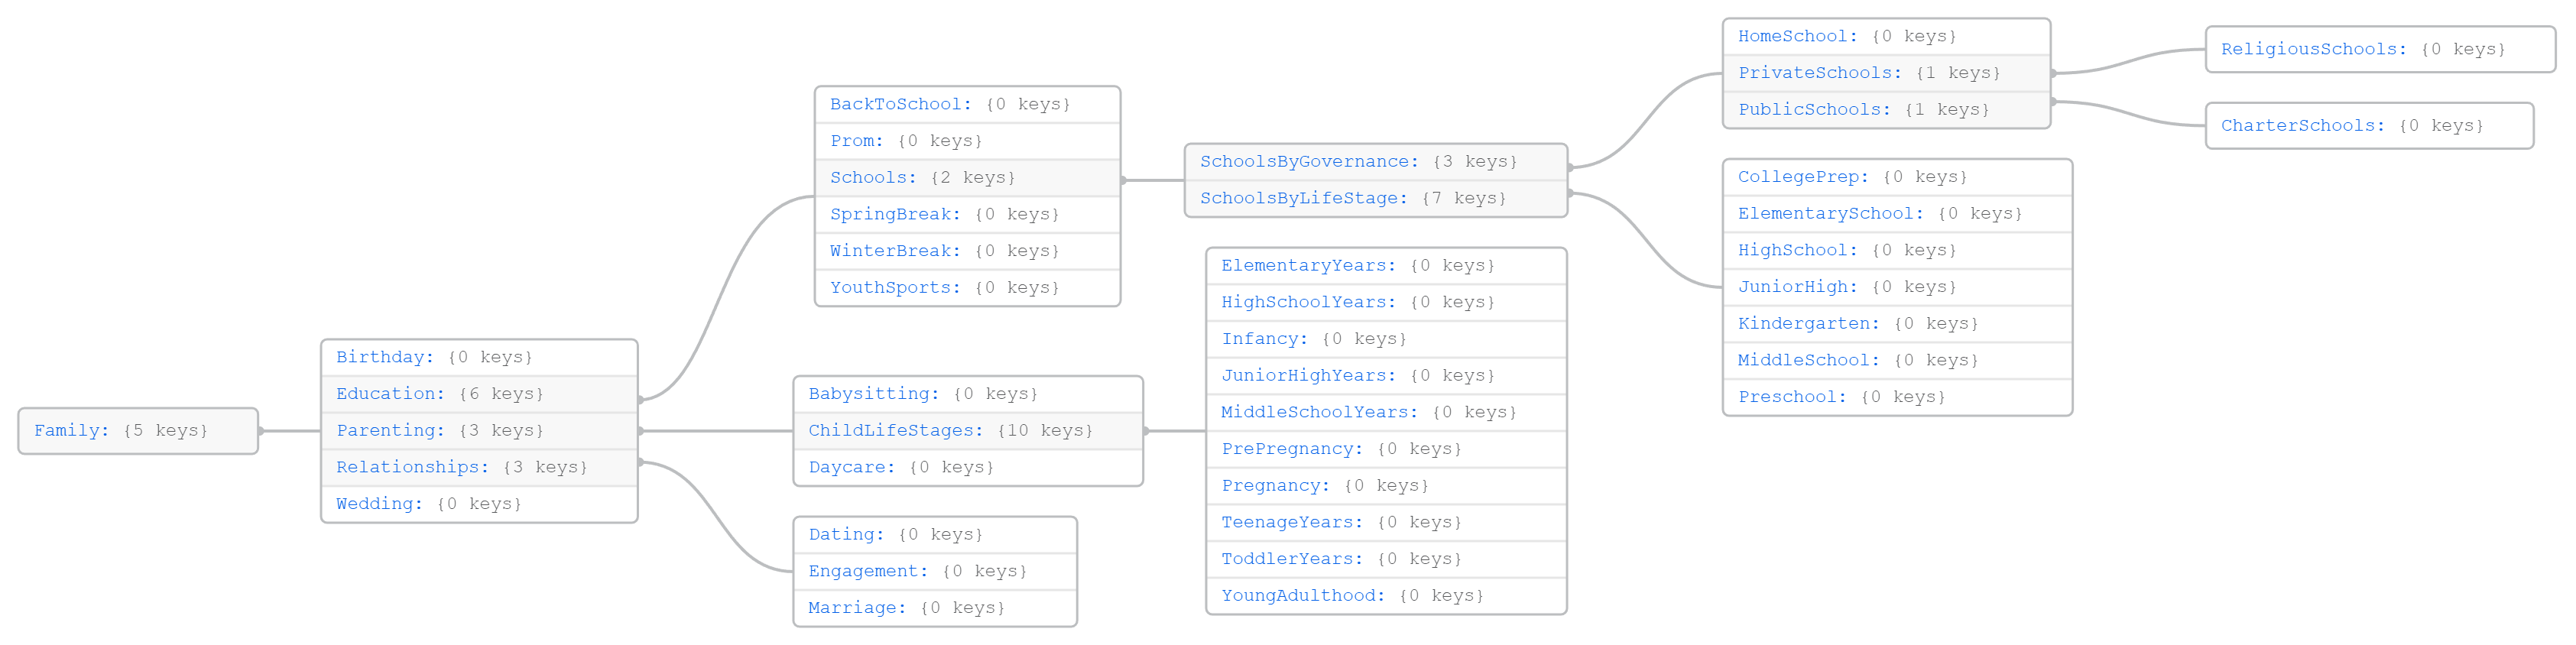 Family: {5 keys}
Birthday: {0 keys}
Education: {6 keys}
Parenting: {3 keys}
Relationships: {3 keys}
Wedding: {0 keys}
BackToSchool: {0 keys}
Prom: {0 keys}
Schools: {2 keys}
SpringBreak: {0 keys}
WinterBreak: {0 keys}
YouthSports: {0 keys}
Babysitting: {0 keys}
ChildLifeStages: {10 keys}
Daycare: {0 keys}
Dating: {0 keys}
Engagement: {0 keys}
Marriage: {0 keys}
SchoolsByGovernance: {3 keys}
SchoolsByLifeStage: {7 keys}
ElementaryYears: {0 keys}
HighSchoolYears: {0 keys}
Infancy: {0 keys}
JuniorHighYears: {0 keys}
MiddleSchoolYears: {0 keys}
PrePregnancy: {0 keys}
Pregnancy: {0 keys}
TeenageYears: {0 keys}
ToddlerYears: {0 keys}
YoungAdulthood: {0 keys}
HomeSchool: {0 keys}
PrivateSchools: {1 keys}
PublicSchools: {1 keys}
CollegePrep: {0 keys}
ElementarySchool: {0 keys}
HighSchool: {0 keys}
JuniorHigh: {0 keys}
Kindergarten: {0 keys}
MiddleSchool: {0 keys}
Preschool: {0 keys}
ReligiousSchools: {0 keys}
CharterSchools: {0 keys}